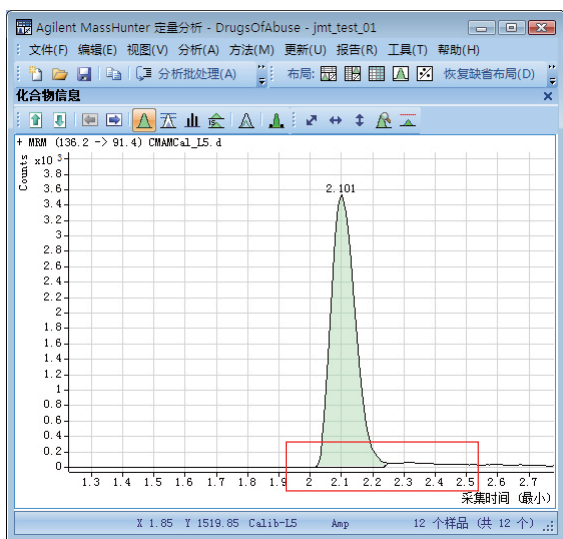 Agilent MassHunter 定量分析 - DrugsOfAbuse - jmt_test_01
文件(F) 编辑(E) 视图(V) 分析(A) 方法(M) 更新(U) 报告(R) 工具(T) 帮助(H)
分析批处理(A) 布局: 恢复缺省布局(D)
化合物信息
+ MRM (136.2 -> 91.4) CMAMCal_L5.d
Counts
x10 3
3.8
3.6
3.4
3.2
3
2.8
2.6
2.4
2.2
2
1.8
1.6
1.4
1.2
1
0.8
0.6
0.4
0.2
0
2.101
1.3 1.4 1.5 1.6 1.7 1.8 1.9 2 2.1 2.2 2.3 2.4 2.5 2.6 2.7
采集时间 (最小)
X 1.85 Y 1519.85 Calib-L5 Amp 12 个样品 (共 12 个)